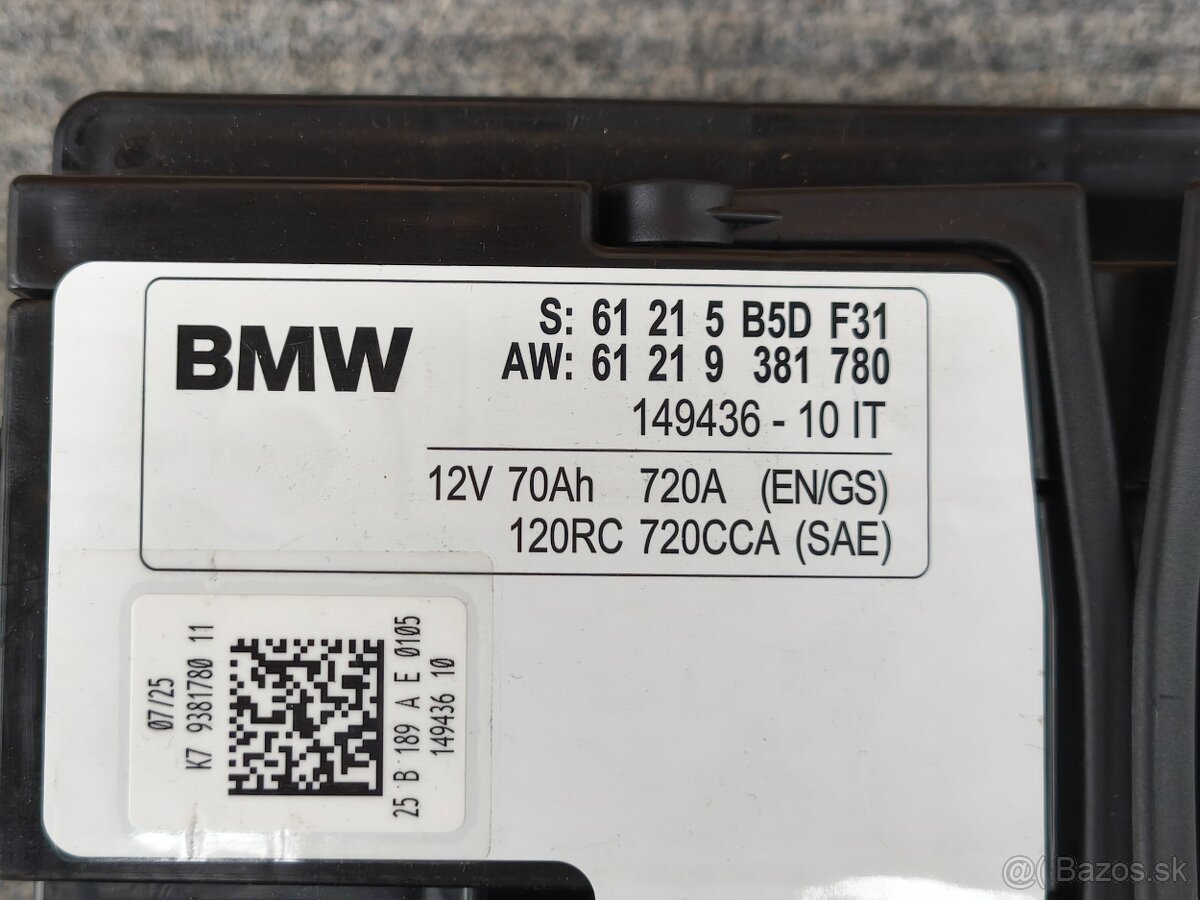 BMW
S: 61 21 5 B5D F31
AW: 61 21 9 381 780
149436 - 10 IT
12V 70Ah 720A (EN/GS)
120RC 720CCA (SAE)
07/25
K7 9381780 11
25 B 189 A E 0105
149436 10
@( Bazos.sk